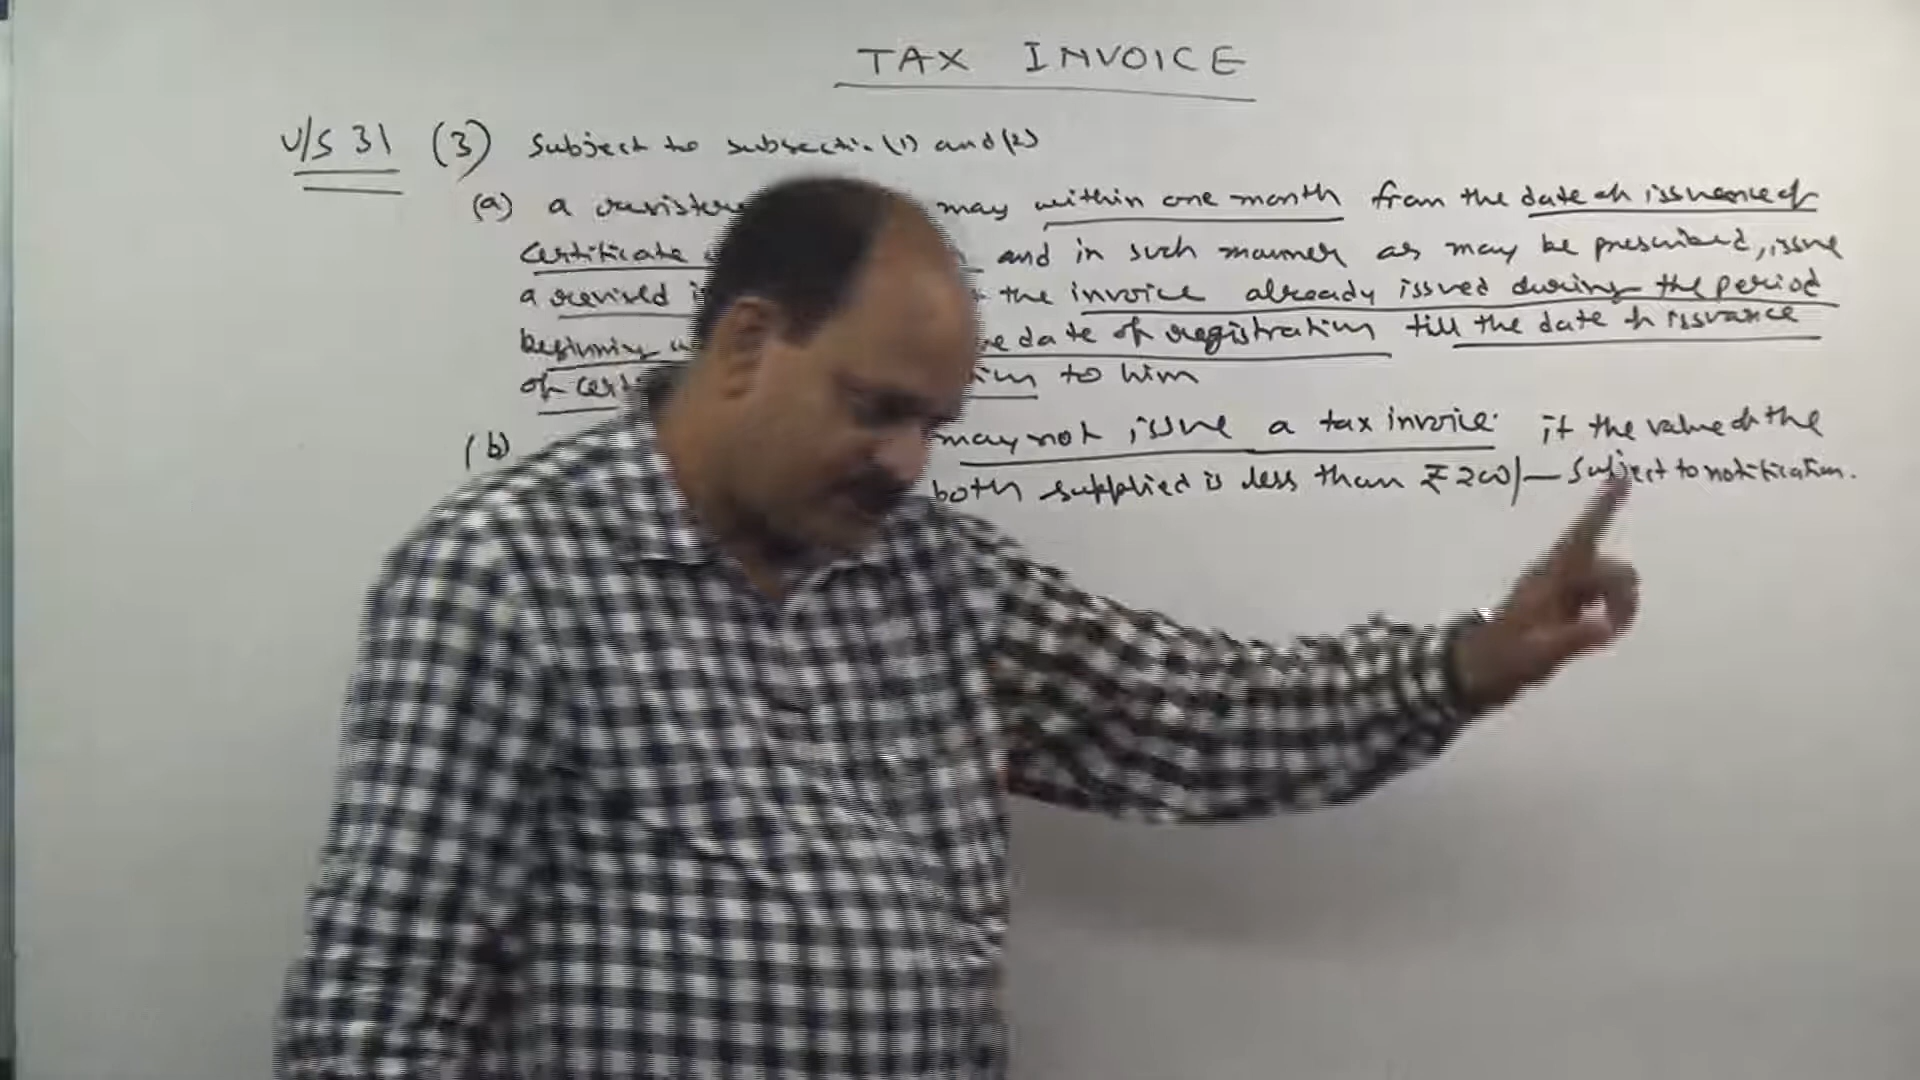 TAX INVOICE
U/S 31 (3) Subject to subsection (1) and (2)
(a) a may within one month from the date of issuance of
certificate and in such manner as may be prescribed, issue
a revised the invoice already issued during the period
beginning date of registration till the date of issuance
of to him
(b) may not issue a tax invoice if the value of the
both supplied is less than ₹200/- Subject to notification.